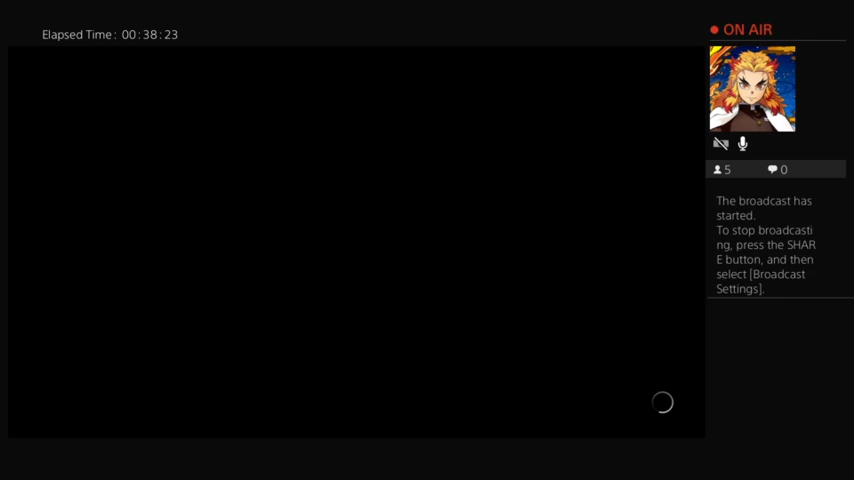 Elapsed Time: 00:38:23
ON AIR
5 0
The broadcast has
started.
To stop broadcasti
ng, press the SHAR
E button, and then
select [Broadcast
Settings].